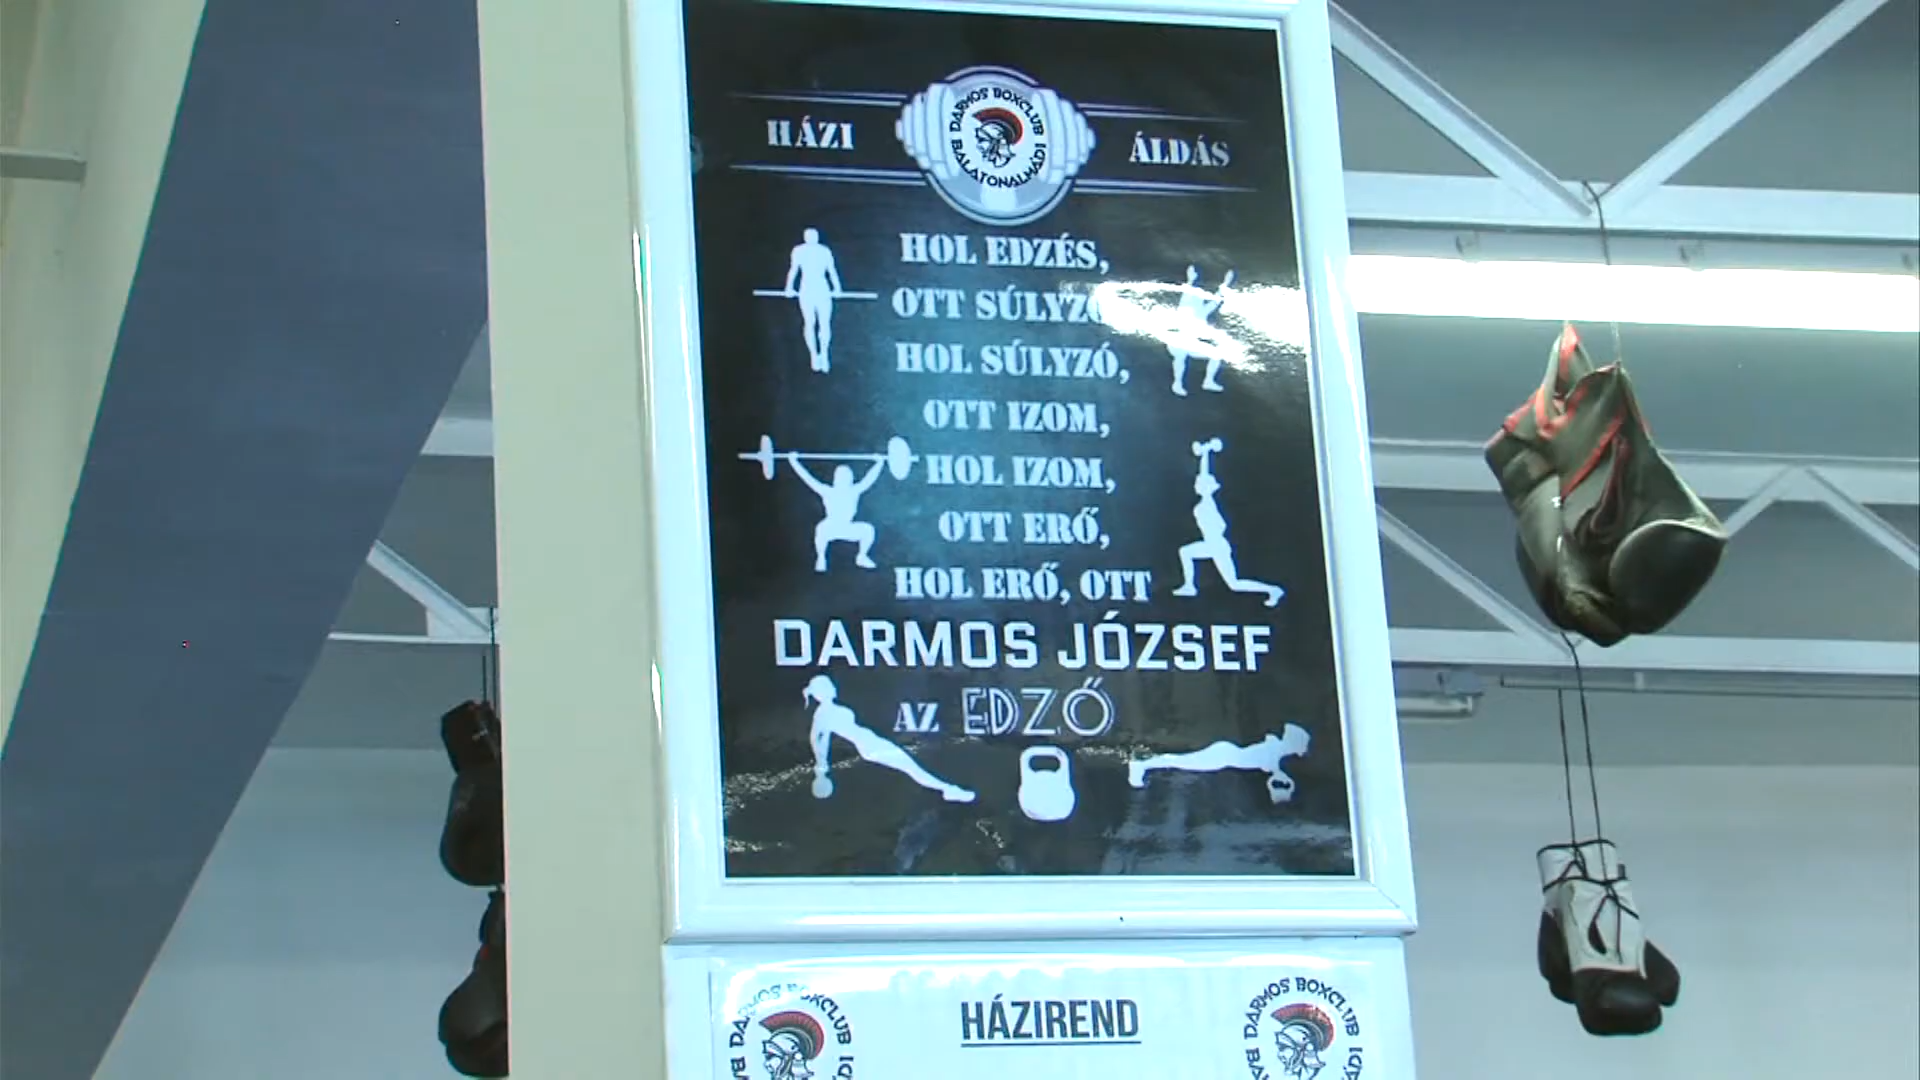 HÁZI ÁLDÁS
DARMOS BOXCLUB
BALATONALMÁDI
HOL EDZÉS,
OTT SÚLYZÓ
HOL SÚLYZÓ,
OTT IZOM,
HOL IZOM,
OTT ERŐ,
HOL ERŐ, OTT
DARMOS JÓZSEF
AZ EDZŐ
HÁZIREND
DARMOS BOXCLUB
DARMOS BOXCLUB